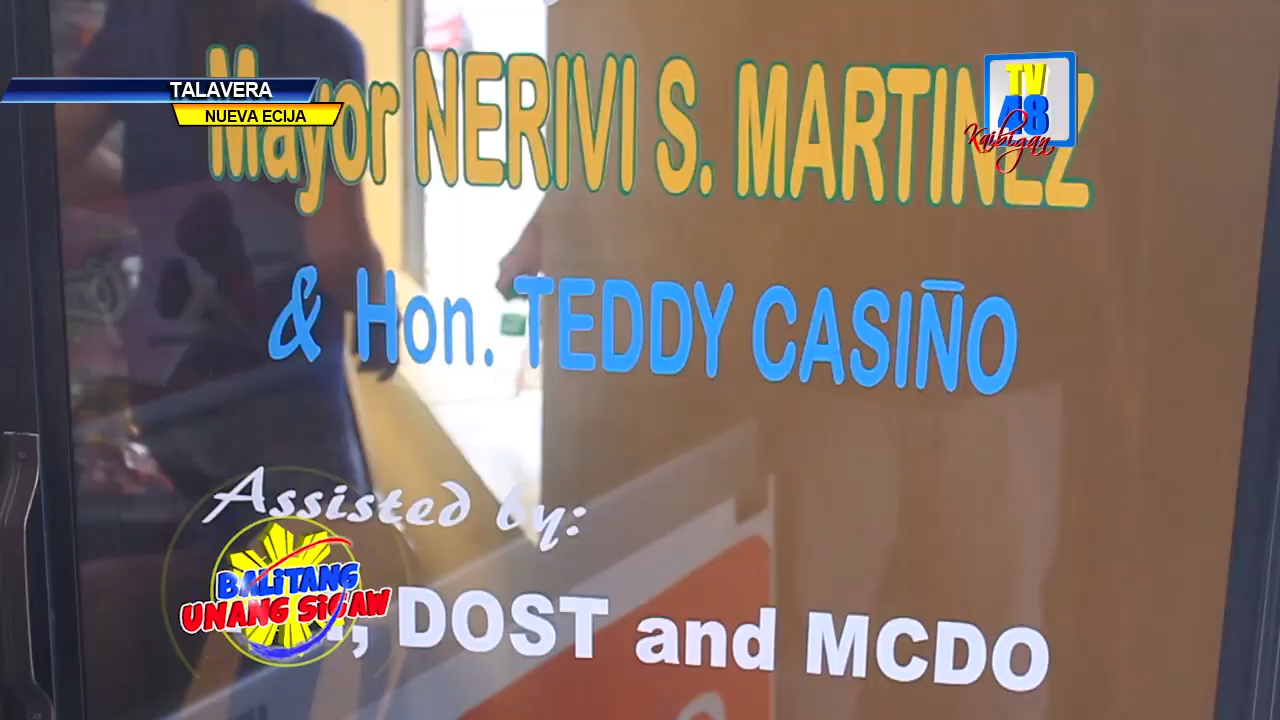 Mayor NERIVI S. MARTINEZ
TALAVERA
NUEVA ECIJA
TV
48
Kaibigan
& Hon. TEDDY CASIÑO
Assisted by:
BALITANG
UNANG SIGAW
, DOST and MCDO